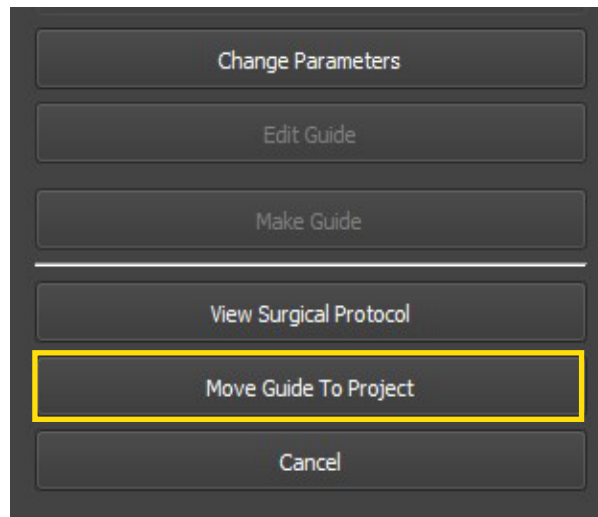 Change Parameters
Edit Guide
Make Guide
View Surgical Protocol
Move Guide To Project
Cancel